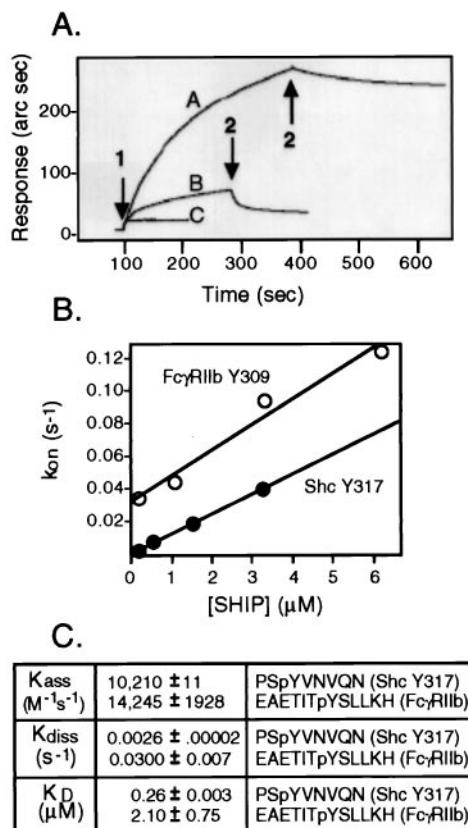 A.
Response (arc sec)
200
100
0
1
A
B
C
2
2
100 200 300 400 500 600
Time (sec)
B.
kon (s-1)
0.12
0.10
0.08
0.06
0.04
0.02
FcγRIIb Y309
Shc Y317
0 1 2 3 4 5 6
[SHIP] (μM)
C.
Kass 10,210 ± 11 PSpYVNVQN (Shc Y317)
(M-1s-1) 14,245 ± 1928 EAETITpYSLLKH (FcγRIIb)
Kdiss 0.0026 ± .00002 PSpYVNVQN (Shc Y317)
(s-1) 0.0300 ± 0.007 EAETITpYSLLKH (FcγRIIb)
KD 0.26 ± 0.003 PSpYVNVQN (Shc Y317)
(μM) 2.10 ± 0.75 EAETITpYSLLKH (FcγRIIb)